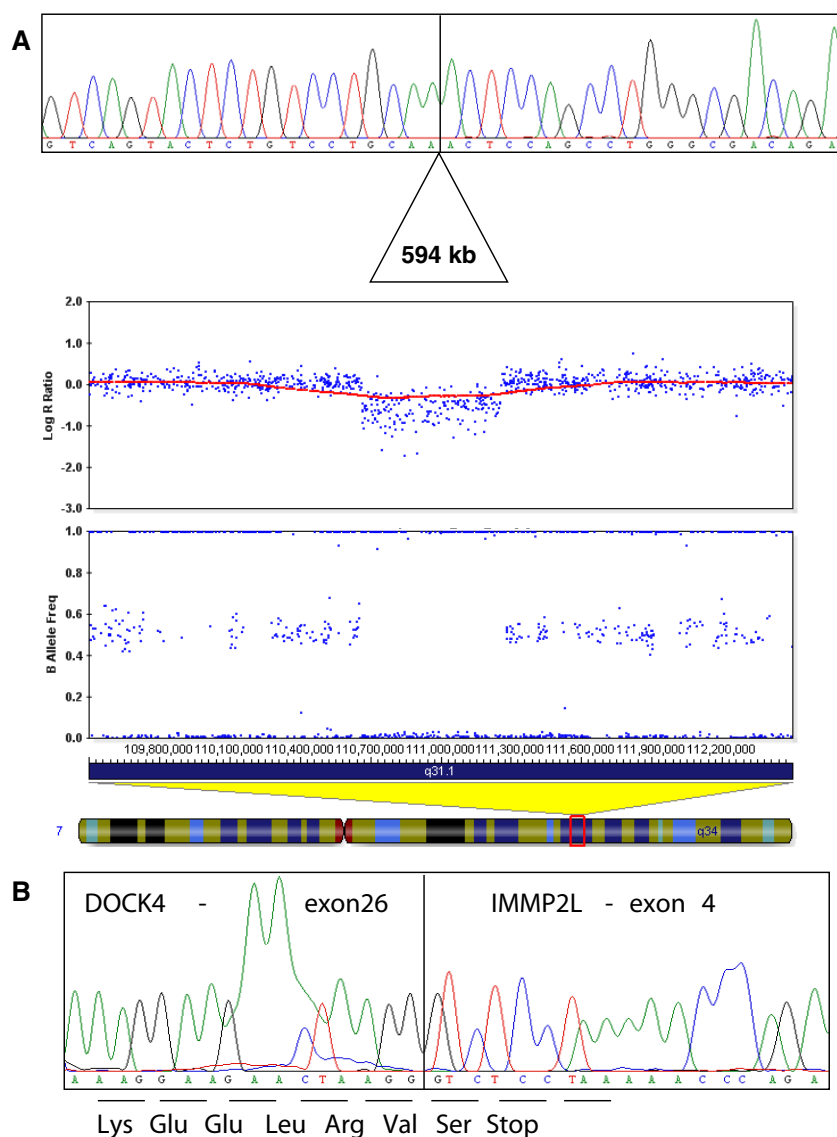 A
G T C A G T A C T C T G T C C T G C A A A C T C C A G C C T G G G C G A C A G A
594 kb
2.0
1.0
0.0
-1.0
-2.0
-3.0
Log R Ratio
1.0
0.8
0.6
0.4
0.2
0.0
B Allele Freq
109,800,000 110,100,000 110,400,000 110,700,000 111,000,000 111,300,000 111,600,000 111,900,000 112,200,000
q31.1
7
q34
B
DOCK4 - exon26 IMMP2L - exon 4
A A A G G A A G A A C T A A G G G T C T C C T A A A A A C C C A G A
Lys Glu Glu Leu Arg Val Ser Stop